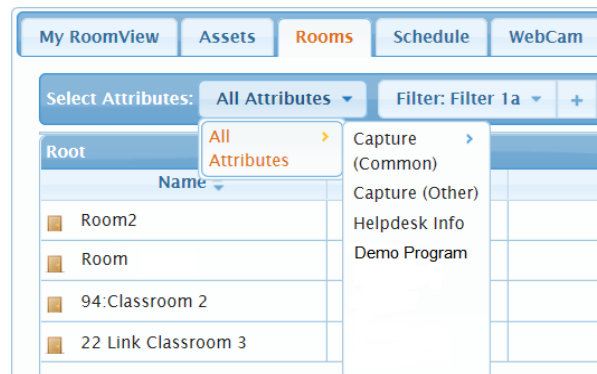 My RoomView Assets Rooms Schedule WebCam
Select Attributes: All Attributes Filter: Filter 1a +
All
Attributes
Capture
(Common)
Capture (Other)
Helpdesk Info
Demo Program
Root
Name
Room2
Room
94:Classroom 2
22 Link Classroom 3